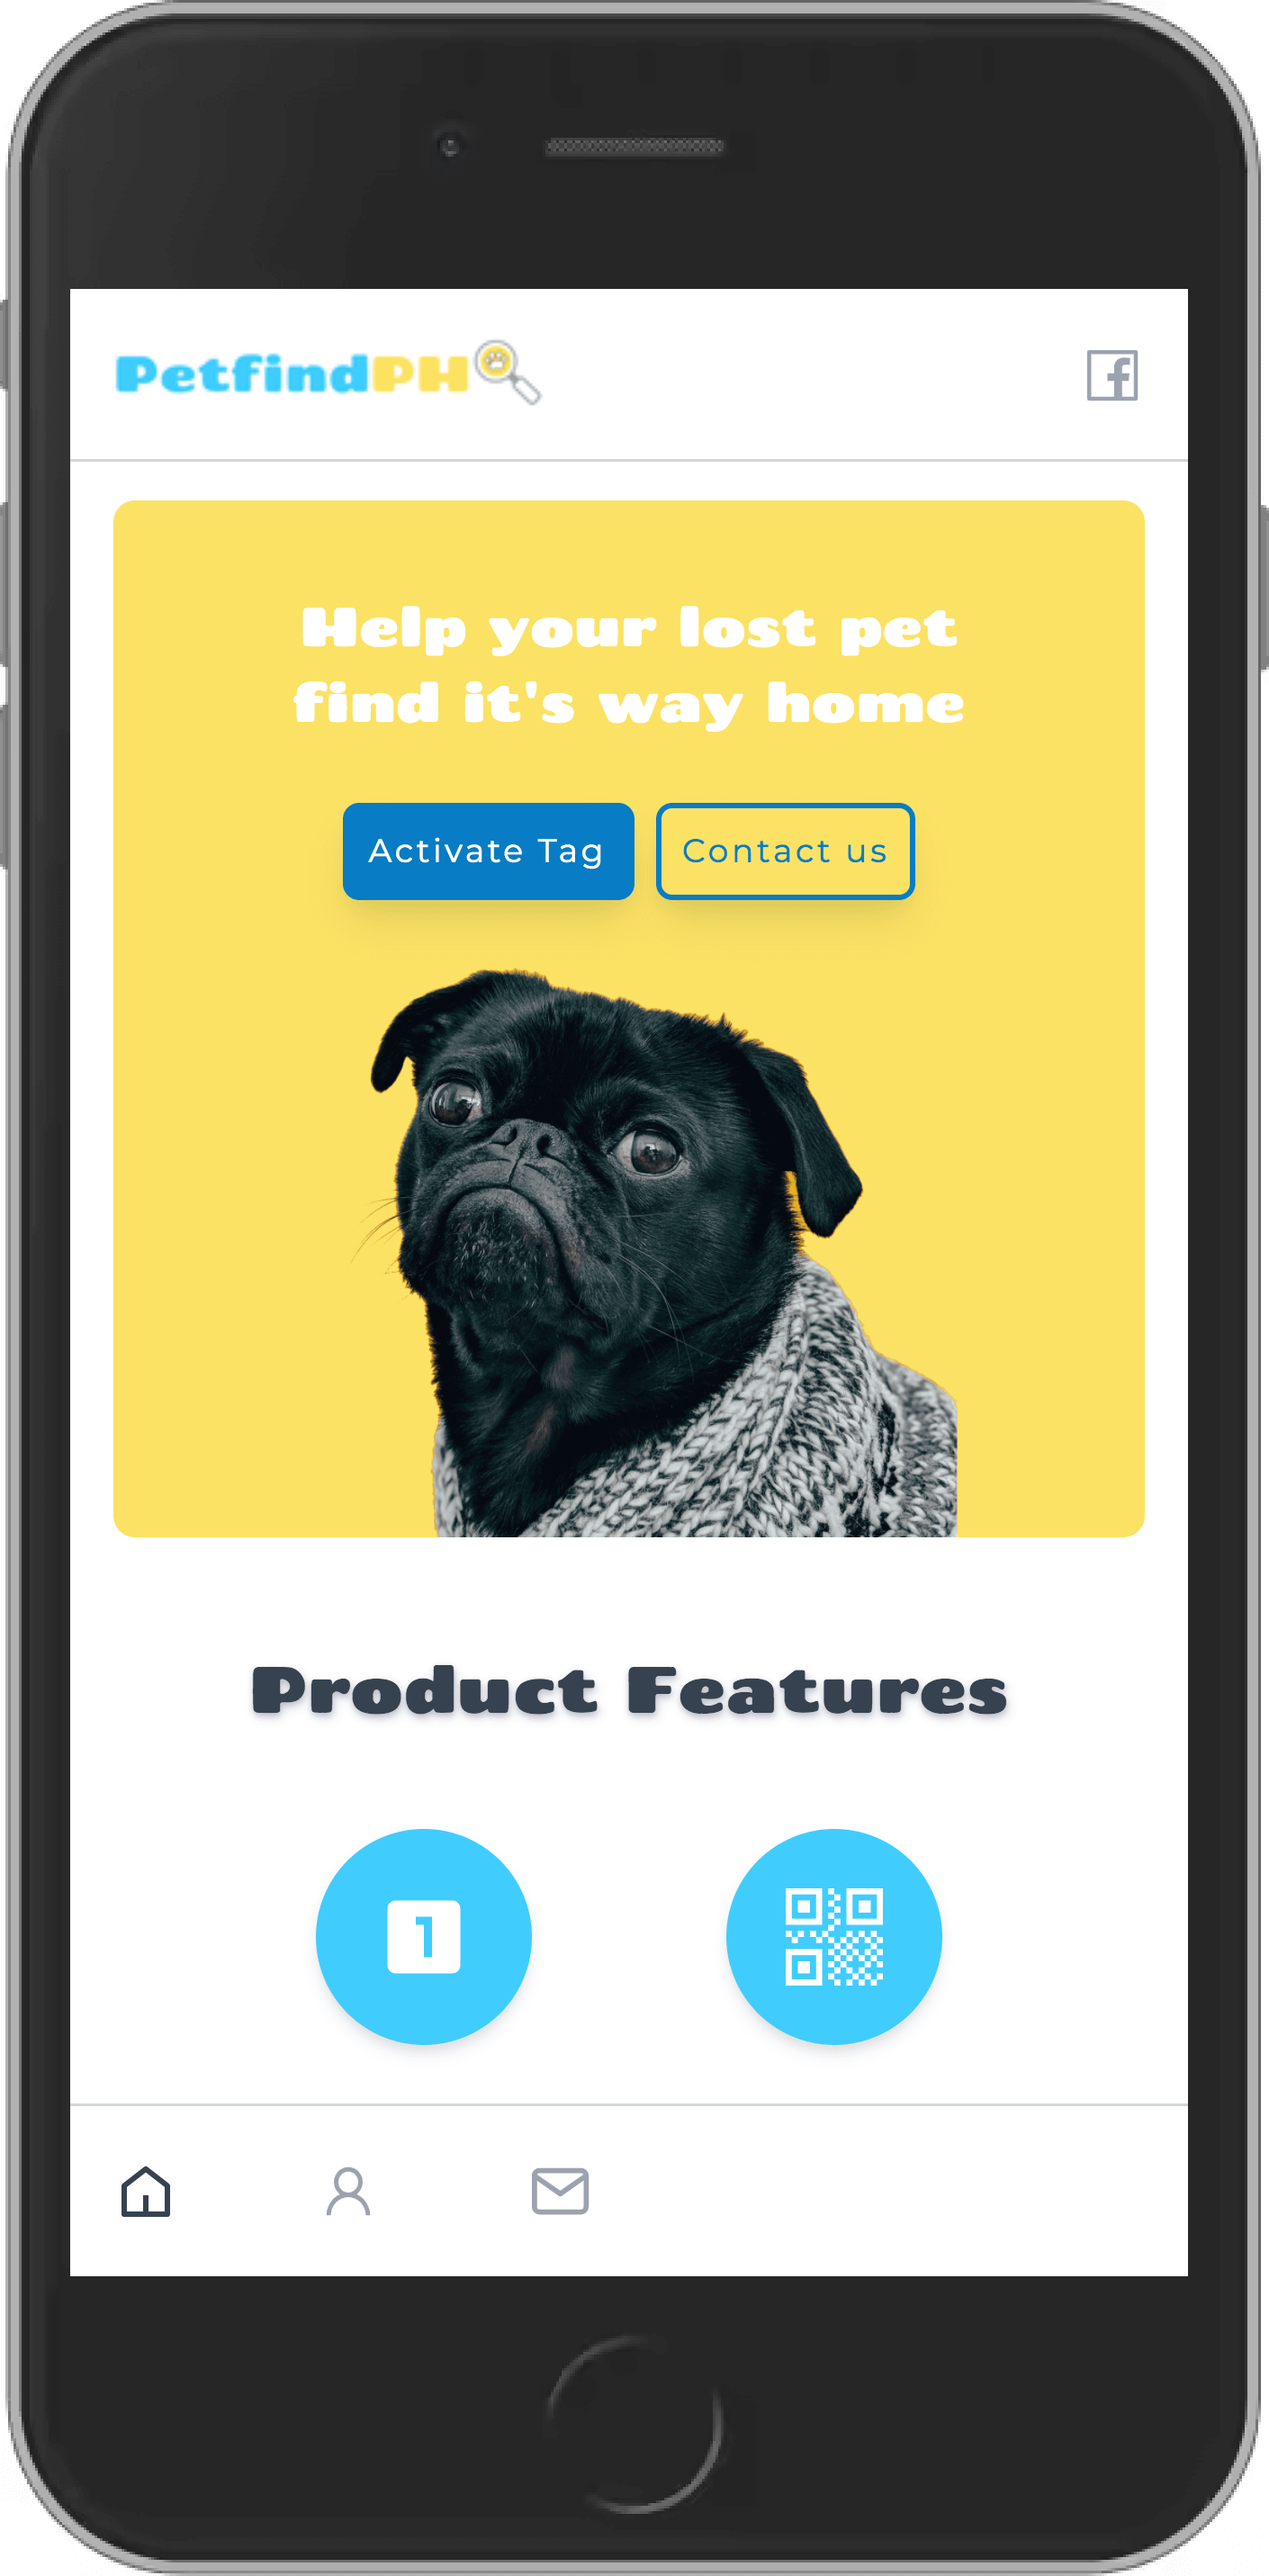 PetfindPH
Help your lost pet
find it's way home
Activate Tag
Contact us
Product Features
1